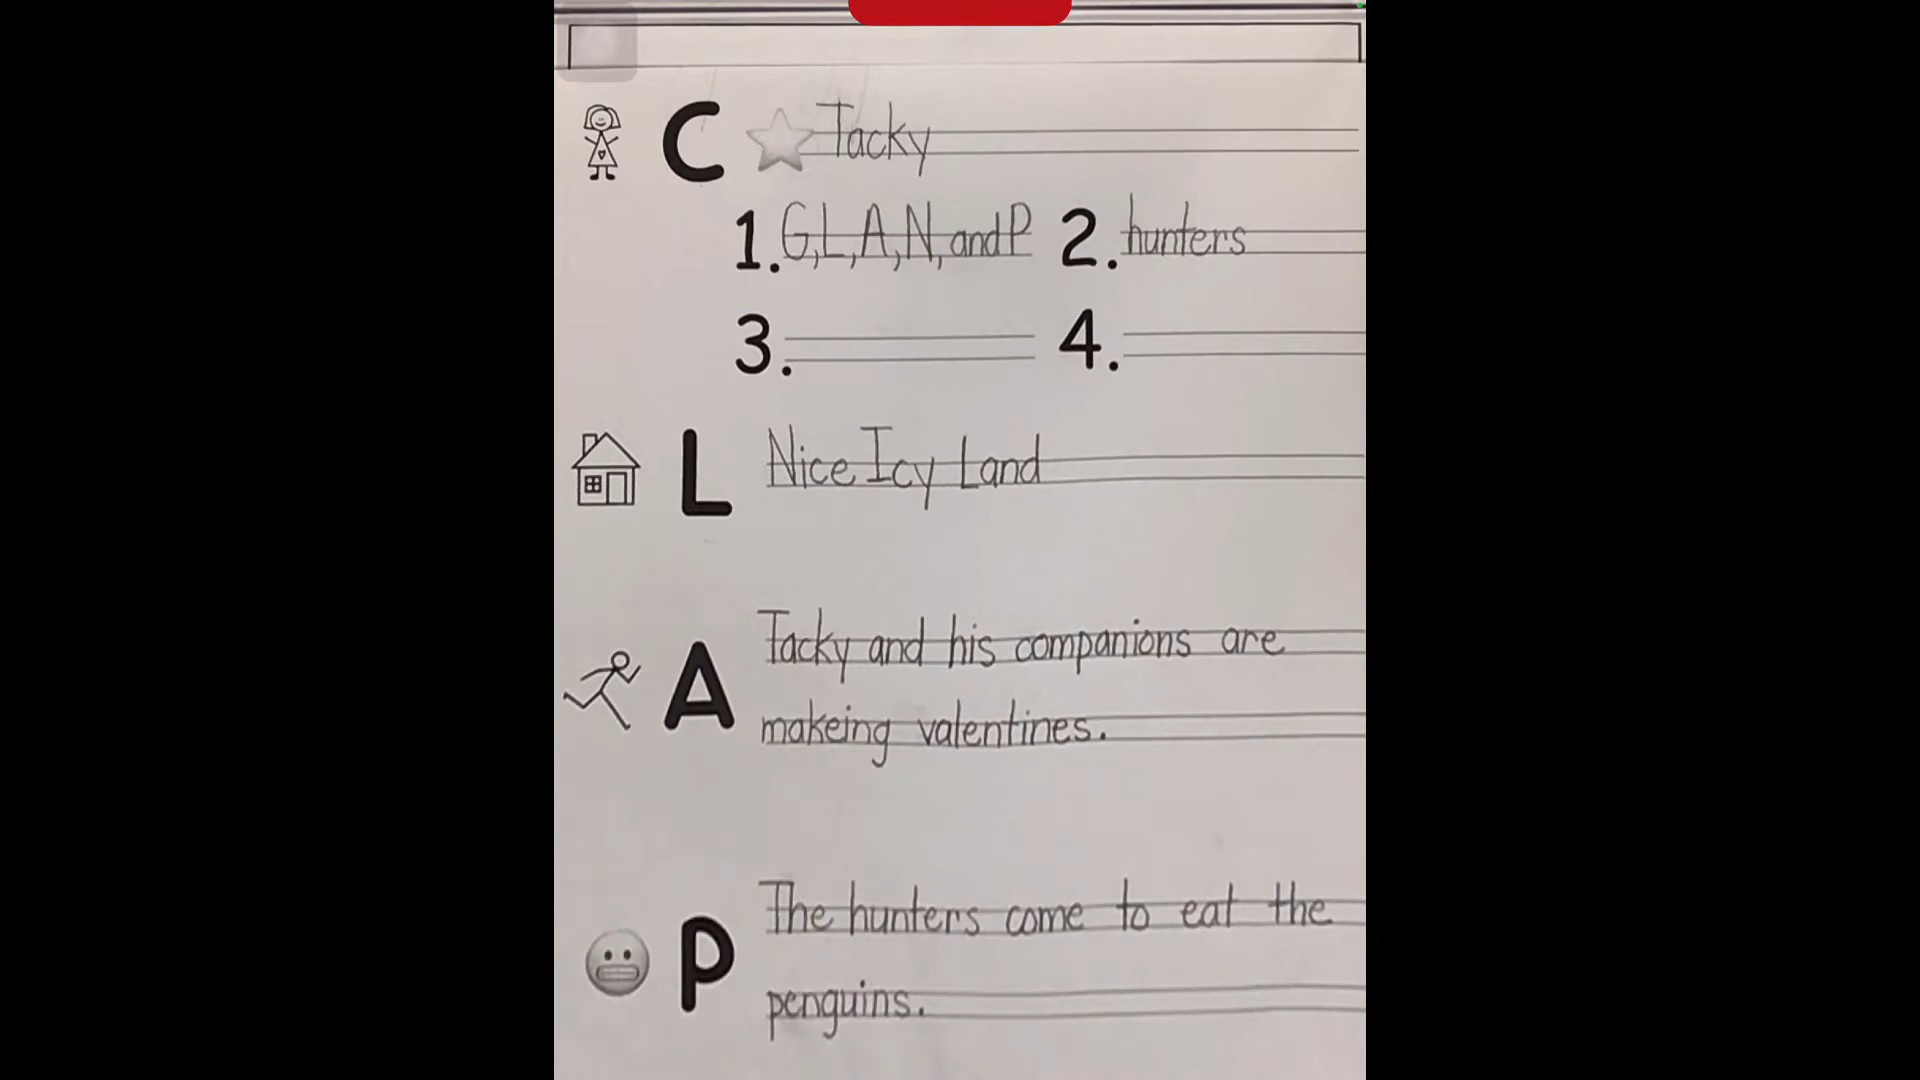 C Tacky
1. G, L, A, N, and P 2. hunters
3. 4.
L Nice Icy Land
Tacky and his companions are
A
makeing valentines.
The hunters come to eat the
P
penguins.